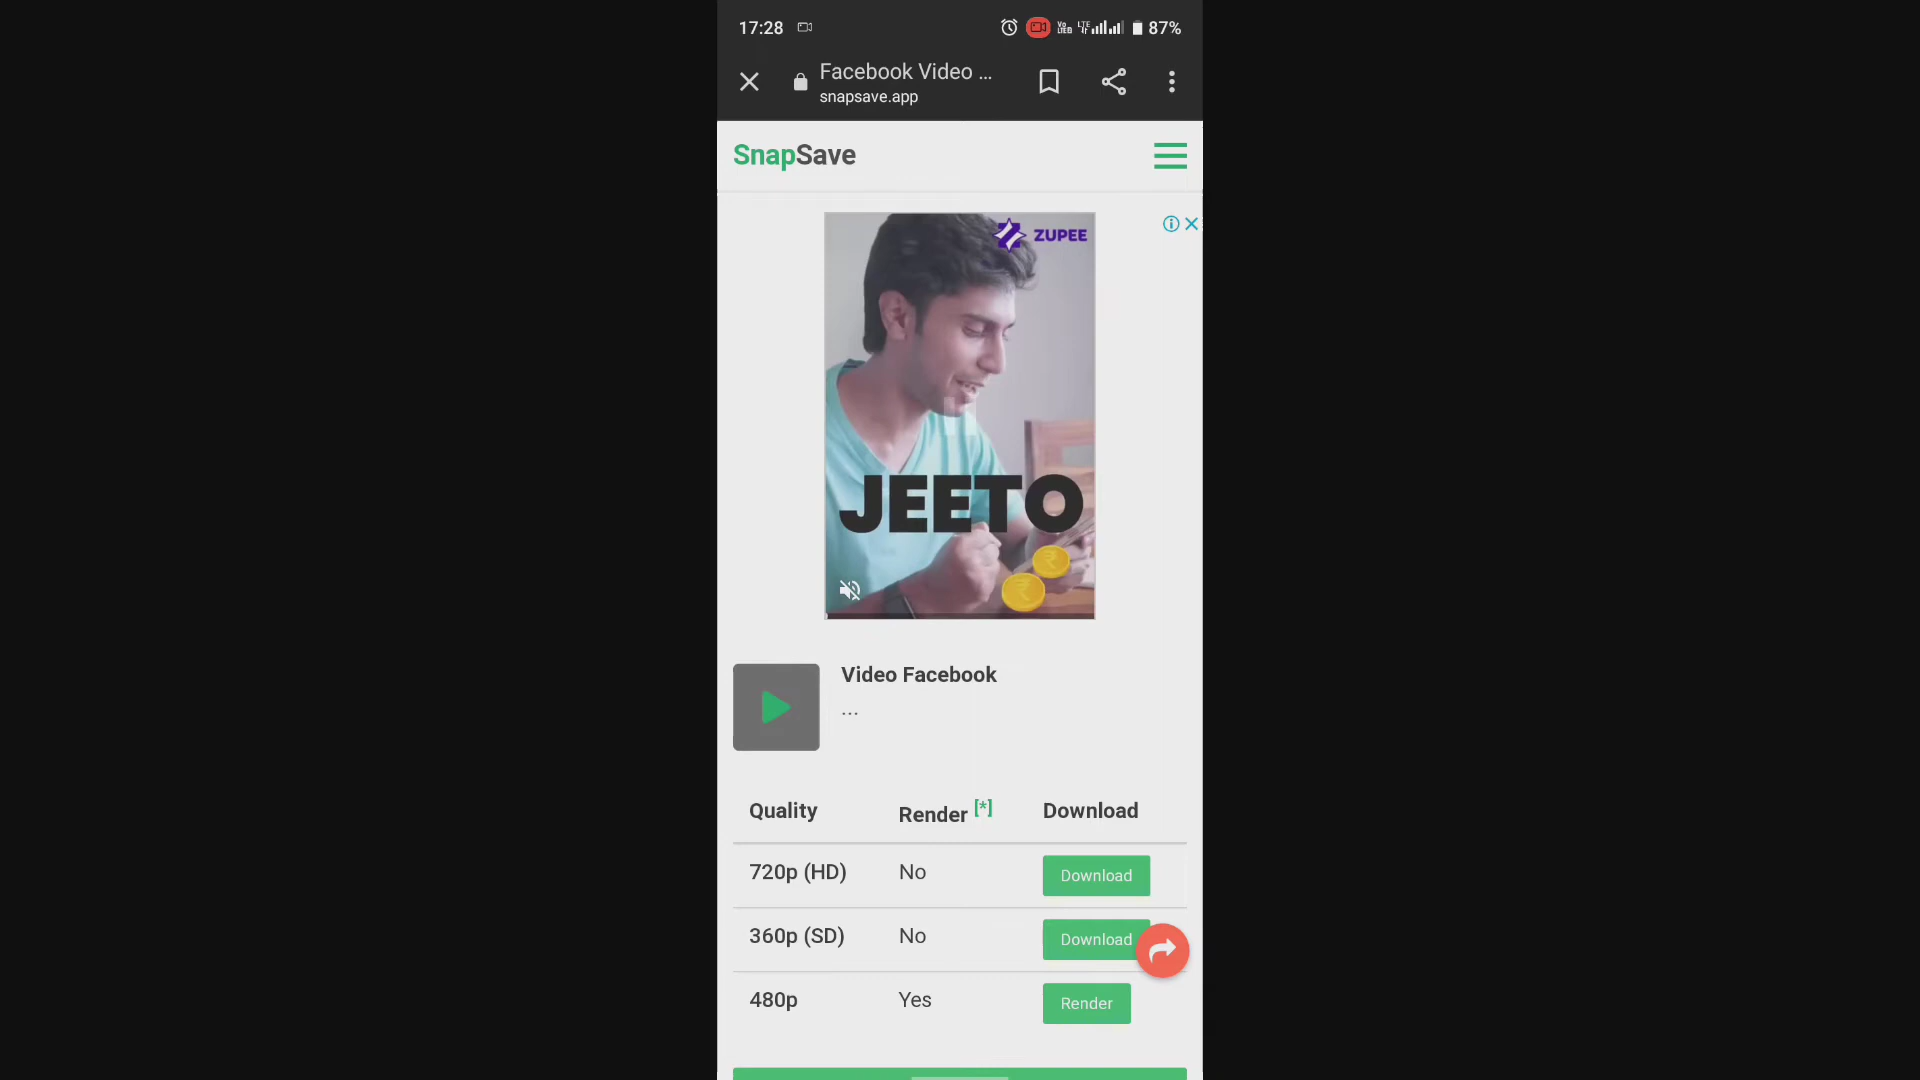 17:28
87%
Facebook Video ...
snapsave.app
SnapSave
ZUPEE
JEETO
Video Facebook
...
Quality Render [*] Download
720p (HD) No Download
360p (SD) No Download
480p Yes Render